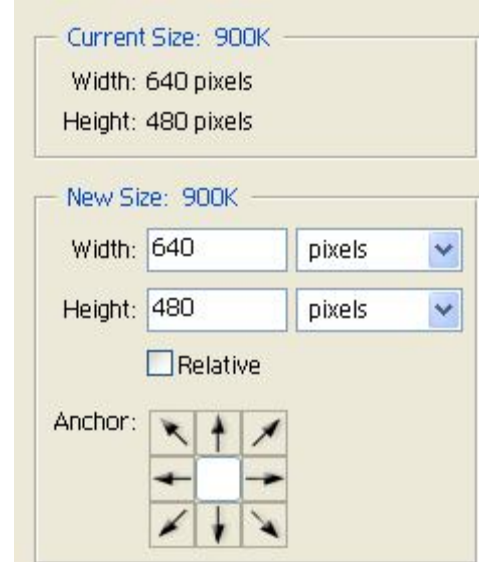 Current Size: 900K
Width: 640 pixels
Height: 480 pixels
New Size: 900K
Width: 640 pixels
Height: 480 pixels
Relative
Anchor: